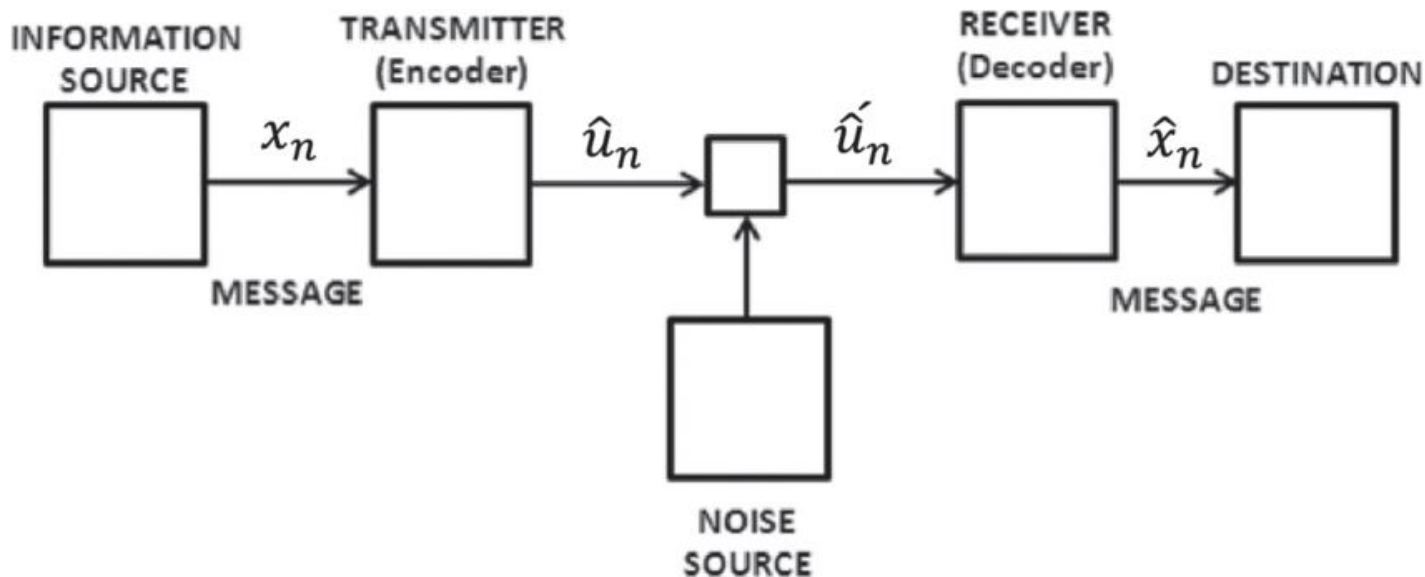 INFORMATION
SOURCE
TRANSMITTER
(Encoder)
RECEIVER
(Decoder)
DESTINATION
x_n
û_n
û́_n
x̂_n
MESSAGE
MESSAGE
NOISE
SOURCE